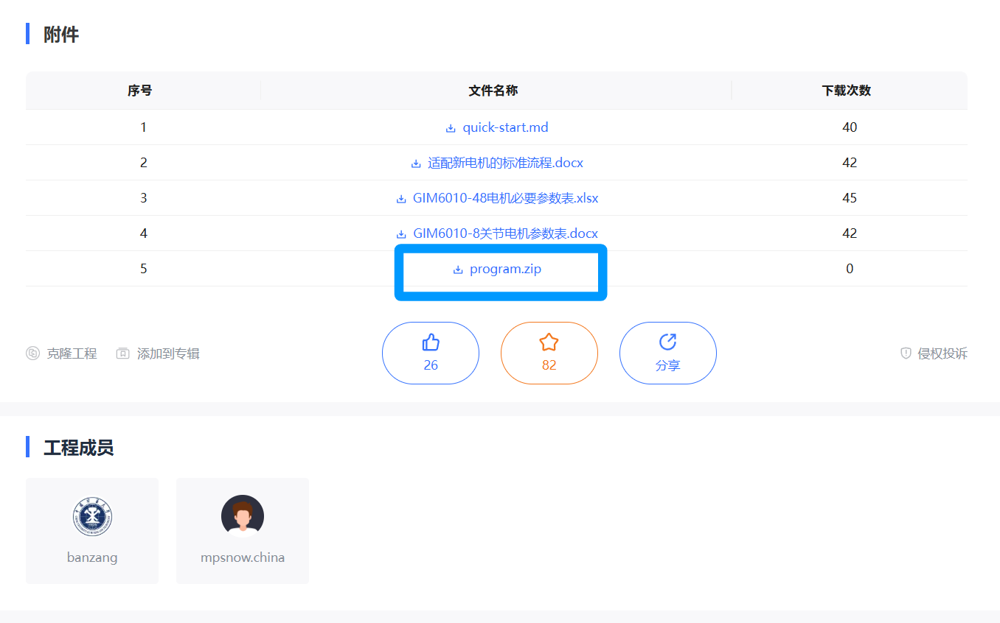 附件
序号 文件名称 下载次数
1 quick-start.md 40
2 适配新电机的标准流程.docx 42
3 GIM6010-48电机必要参数表.xlsx 45
4 GIM6010-8关节电机参数表.docx 42
5 program.zip 0
克隆工程 添加到专辑 26 82 分享 侵权投诉
工程成员
banzang mpsnow.china